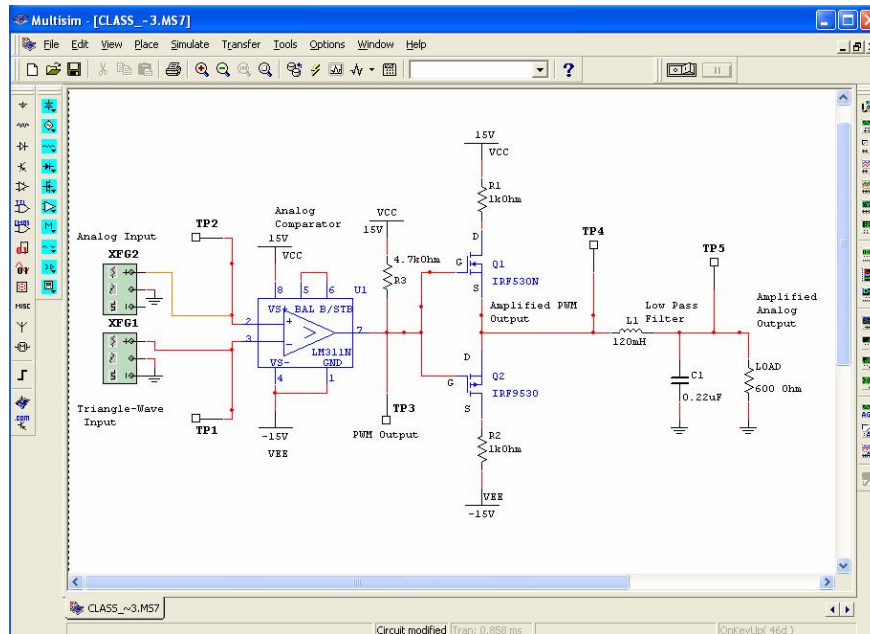 Multisim - [CLASS_~3.MS7]
File Edit View Place Simulate Transfer Tools Options Window Help
15V
VCC
R1
1kOhm
TP2
Analog
Comparator
VCC
15V
TP4
TP5
Analog Input
XFG2
15V
VCC
4.7kOhm
R3
D
G
Q1
IRF530N
S
8 5 6
U1
VS+ BAL B/STB
2
7
3
LM311N
VS- GND
4 1
XFG1
Amplified PWM
Output
L1
120mH
Low Pass
Filter
Amplified
Analog
Output
D
G
Q2
IRF9530
S
C1
0.22uF
LOAD
600 Ohm
Triangle-Wave
Input
TP1
-15V
VEE
TP3
PWM Output
R2
1kOhm
VEE
-15V
MISC
.com
CLASS_~3.MS7
Circuit modified Tran: 0.858 ms OnKeyUp( 46d )